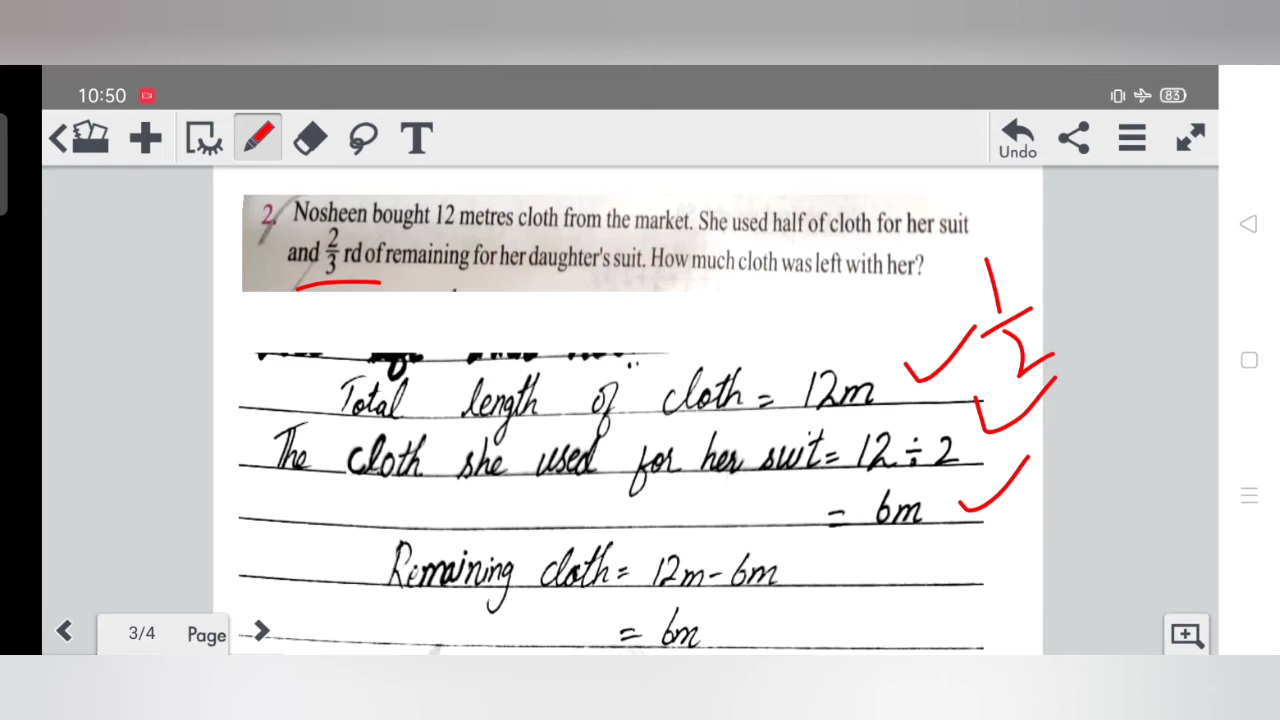 10:50
83
T
Undo
2. Nosheen bought 12 metres cloth from the market. She used half of cloth for her suit
and 2/3 rd of remaining for her daughter's suit. How much cloth was left with her?
1/2
Total length of cloth = 12m
The cloth she used for her suit = 12 ÷ 2
= 6m
Remaining cloth = 12m - 6m
= 6m
3/4 Page